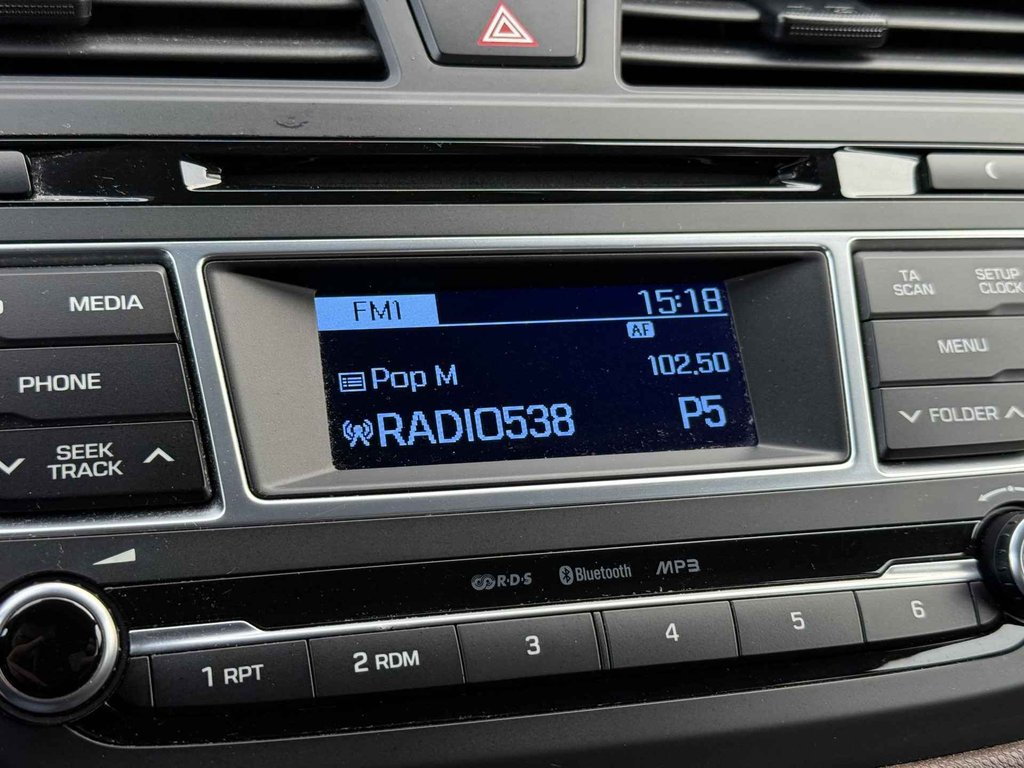 FM1 15:18
AF
Pop M 102.50
RADIO538 P5
MEDIA
PHONE
SEEK
TRACK
TA
SCAN
SETUP
CLOCK
MENU
FOLDER
R·D·S Bluetooth MP3
1 RPT 2 RDM 3 4 5 6